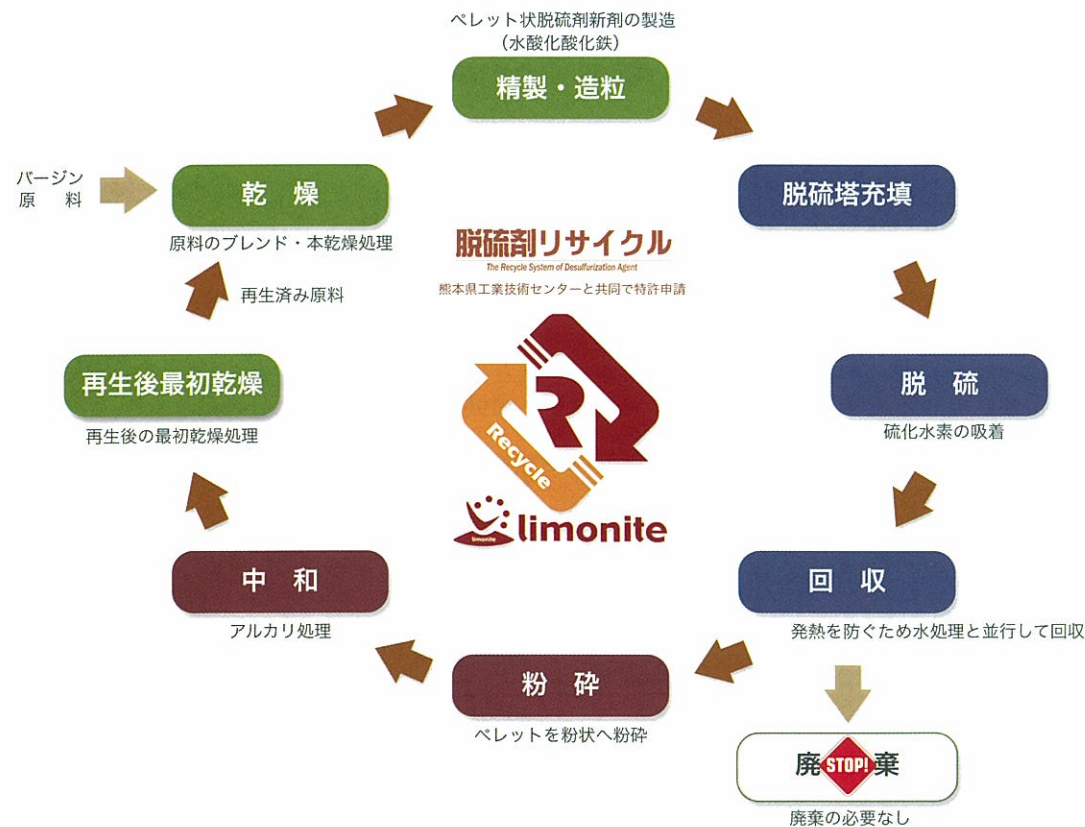 ペレット状脱硫剤新剤の製造
（水酸化酸化鉄）
精製・造粒
バージン
原　料
乾　燥
原料のブレンド・本乾燥処理
脱硫塔充填
脱硫剤リサイクル
The Recycle System of Desulfurization Agent
熊本県工業技術センターと共同で特許申請
再生済み原料
再生後最初乾燥
再生後の最初乾燥処理
脱　硫
硫化水素の吸着
R
Recycle
limonite
limonite
中　和
アルカリ処理
回　収
発熱を防ぐため水処理と並行して回収
粉　砕
ペレットを粉状へ粉砕
廃STOP!棄
廃棄の必要なし